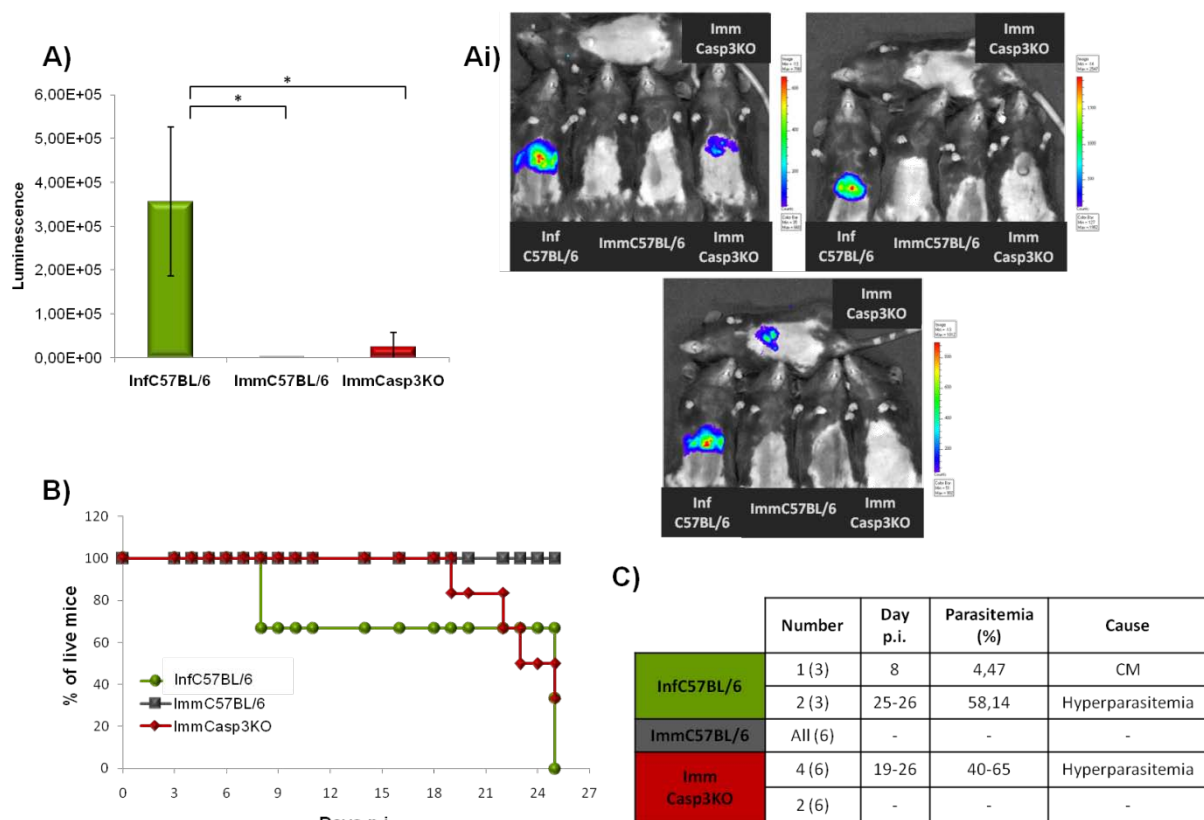 A)
Luminescence
6,00E+05
5,00E+05
4,00E+05
3,00E+05
2,00E+05
1,00E+05
0,00E+00
*
*
InfC57BL/6
ImmC57BL/6
ImmCasp3KO
Ai)
Imm
Casp3KO
Inf
C57BL/6
ImmC57BL/6
Imm
Casp3KO
Imm
Casp3KO
Inf
C57BL/6
ImmC57BL/6
Imm
Casp3KO
Imm
Casp3KO
Inf
C57BL/6
ImmC57BL/6
Imm
Casp3KO
B)
% of live mice
120
100
80
60
40
20
0
InfC57BL/6
ImmC57BL/6
ImmCasp3KO
0 3 6 9 12 15 18 21 24 27
C)
Number Day p.i. Parasitemia (%) Cause
InfC57BL/6
1 (3) 8 4,47 CM
2 (3) 25-26 58,14 Hyperparasitemia
ImmC57BL/6 All (6) - - -
Imm
Casp3KO
4 (6) 19-26 40-65 Hyperparasitemia
2 (6) - - -